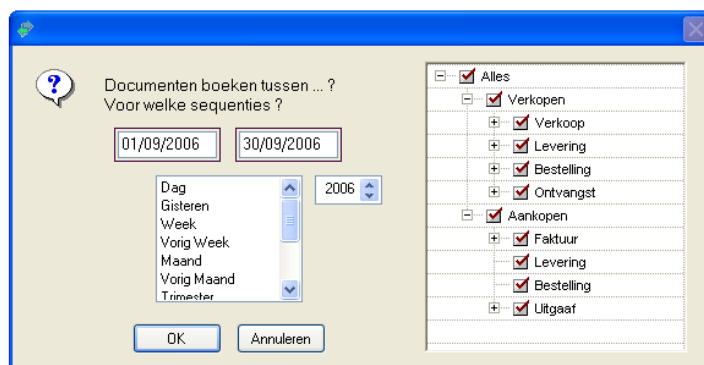 Documenten boeken tussen ... ?
Voor welke sequenties ?
01/09/2006 30/09/2006
Dag
Gisteren
Week
Vorig Week
Maand
Vorig Maand
Trimester
2006
OK Annuleren
Alles
Verkopen
Verkoop
Levering
Bestelling
Ontvangst
Aankopen
Faktuur
Levering
Bestelling
Uitgaaf